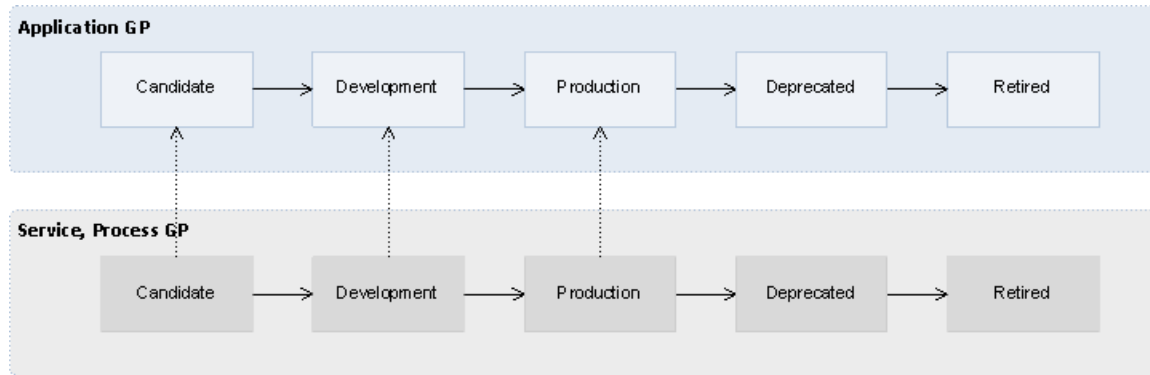 Application GP
Candidate
Development
Production
Deprecated
Retired
Service, Process GP
Candidate
Development
Production
Deprecated
Retired